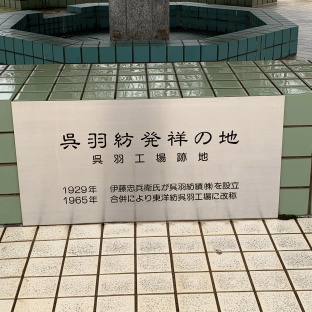 呉羽紡発祥の地
呉羽工場跡地
1929年 伊藤忠兵衛氏が呉羽紡績㈱を設立
1965年 合併により東洋紡呉羽工場に改称